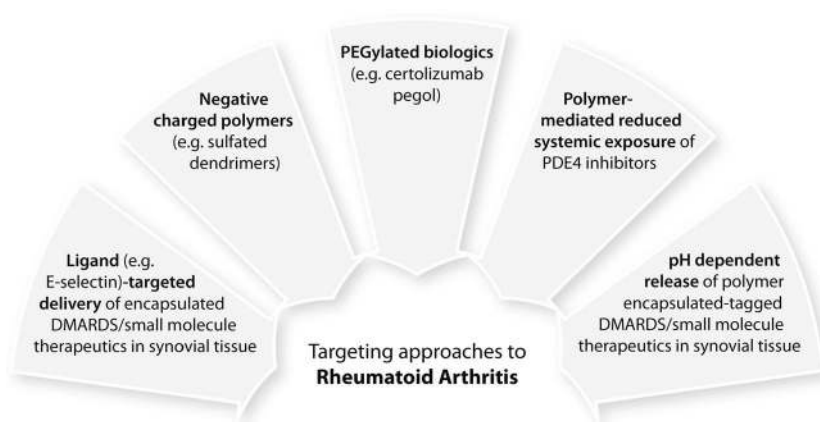 Ligand (e.g.
E-selectin)-targeted
delivery of encapsulated
DMARDS/small molecule
therapeutics in synovial tissue
Negative
charged polymers
(e.g. sulfated
dendrimers)
PEGylated biologics
(e.g. certolizumab
pegol)
Polymer-
mediated reduced
systemic exposure of
PDE4 inhibitors
pH dependent
release of polymer
encapsulated-tagged
DMARDS/small molecule
therapeutics in synovial tissue
Targeting approaches to
Rheumatoid Arthritis